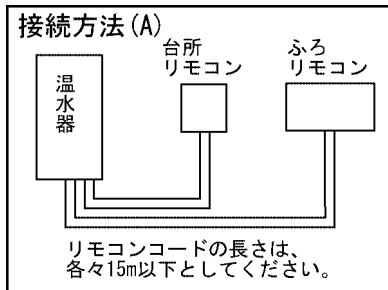 接続方法(A)
台所
リモコン
ふろ
リモコン
温水器
リモコンコードの長さは、
各々15m以下としてください。